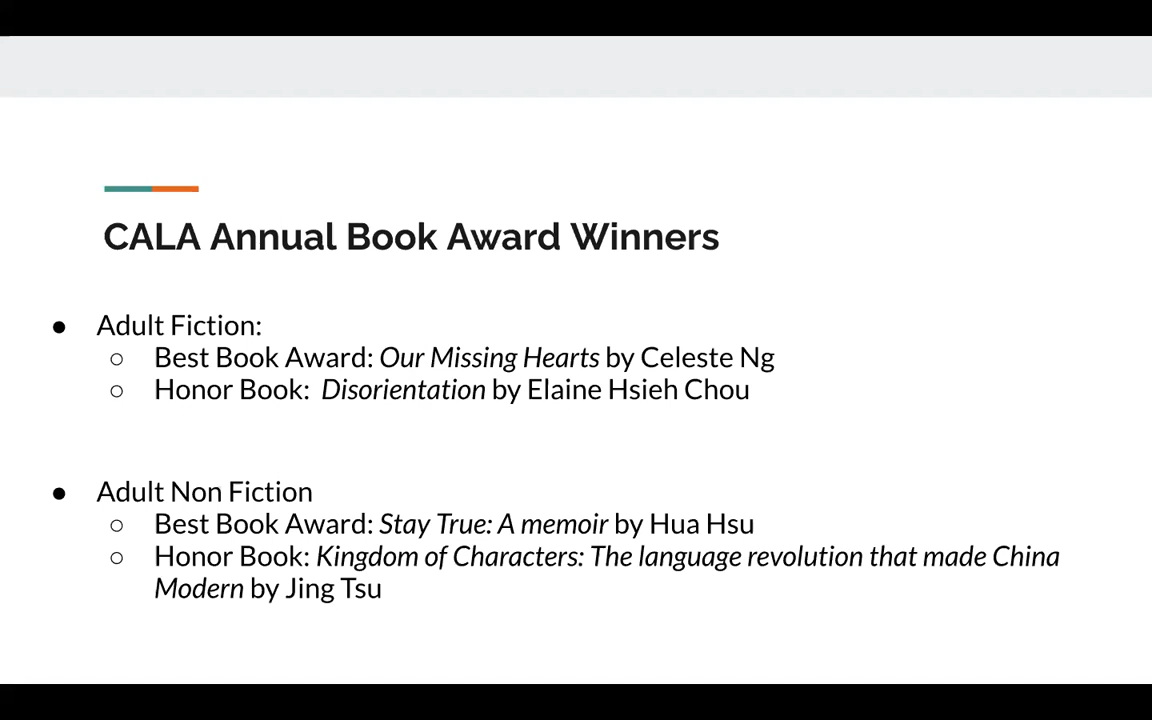 CALA Annual Book Award Winners
● Adult Fiction:
○ Best Book Award: Our Missing Hearts by Celeste Ng
○ Honor Book: Disorientation by Elaine Hsieh Chou
● Adult Non Fiction
○ Best Book Award: Stay True: A memoir by Hua Hsu
○ Honor Book: Kingdom of Characters: The language revolution that made China
Modern by Jing Tsu